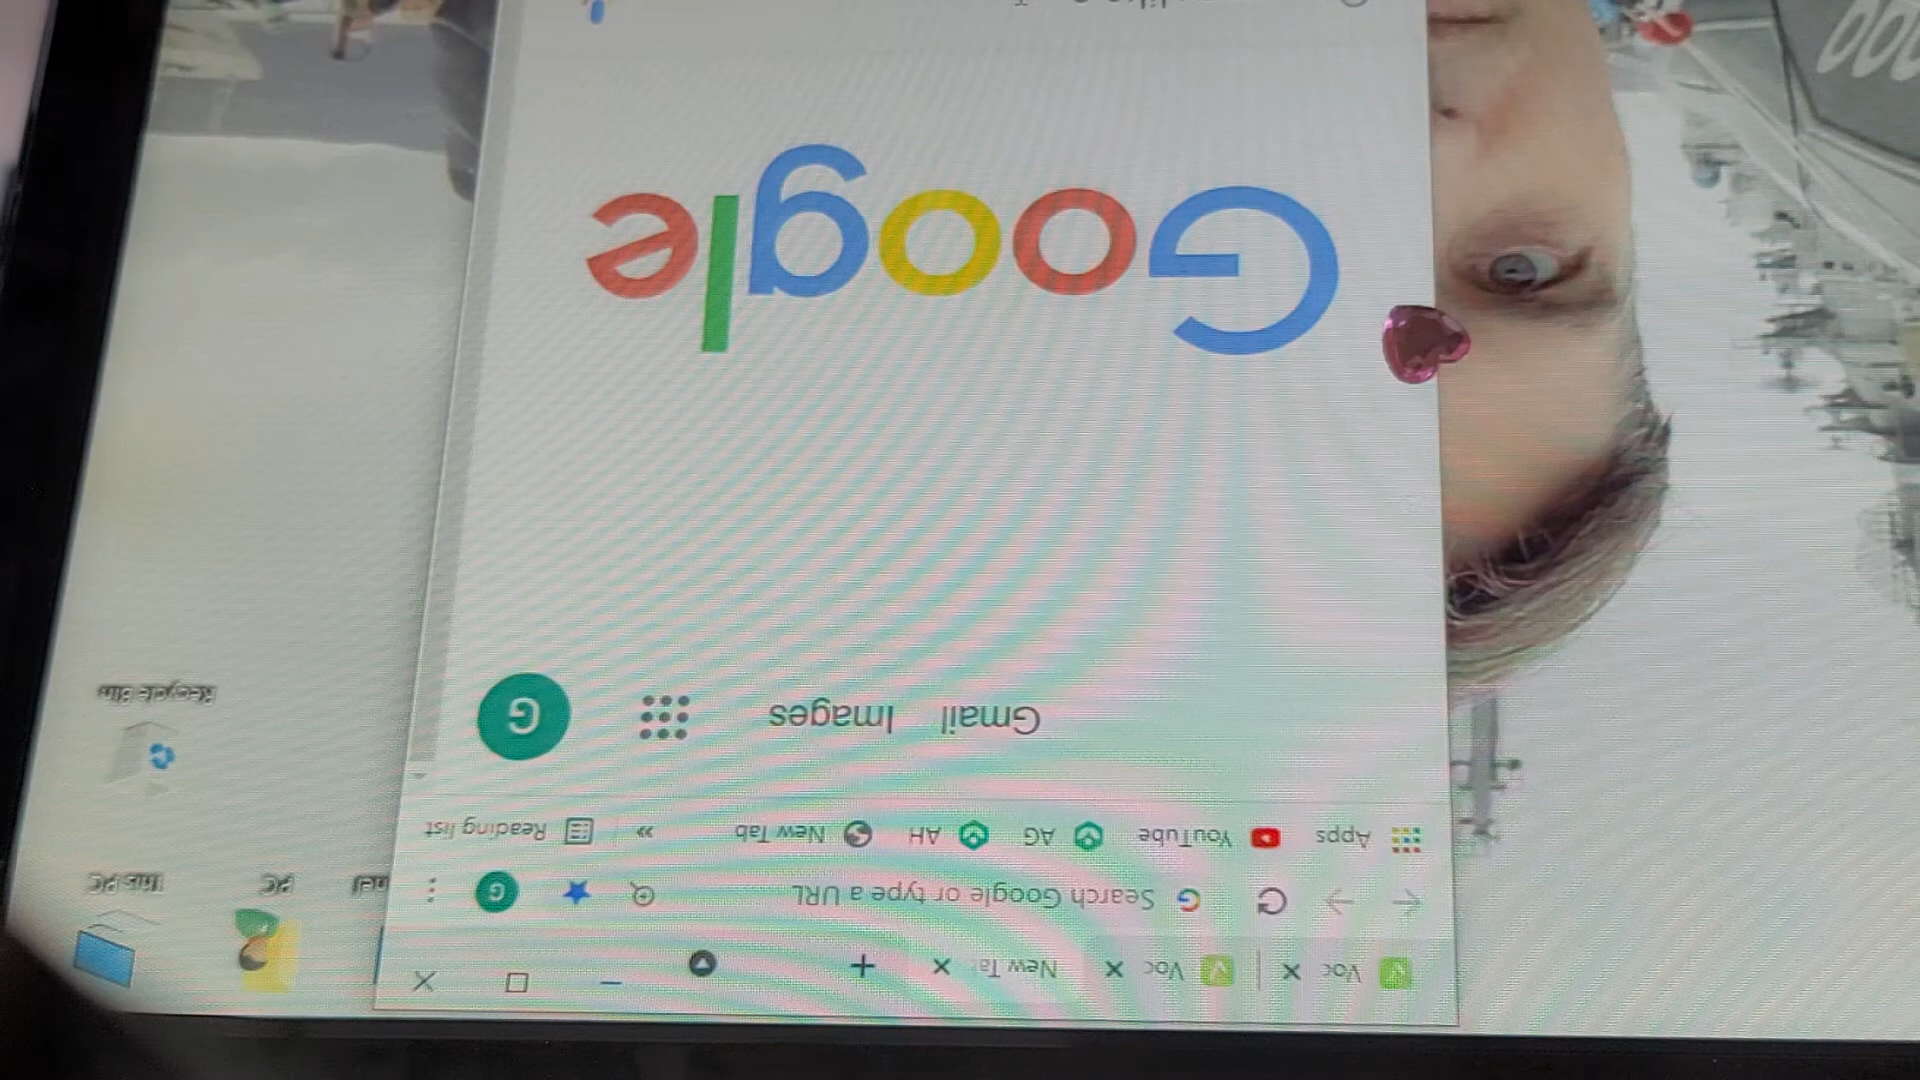 Voc Voc New Ta
Search Google or type a URL
Apps YouTube AG AH New Tab » Reading list
This PC PC
Gmail Images G
Recycle Bin
Google